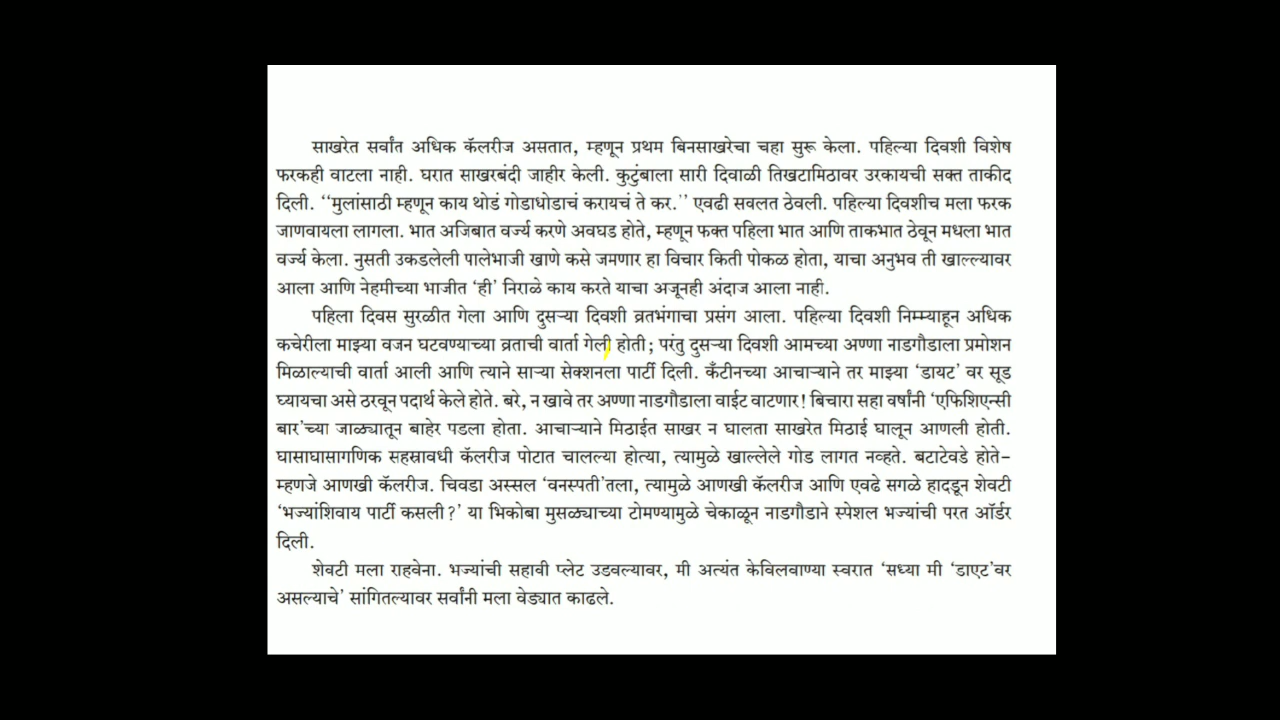 साखरेत सर्वांत अधिक कॅलरीज असतात, म्हणून प्रथम बिनसाखरेचा चहा सुरू केला. पहिल्या दिवशी विशेष
फरकही वाटला नाही. घरात साखरबंदी जाहीर केली. कुटुंबाला सारी दिवाळी तिखटामिठावर उरकायची सक्त ताकीद
दिली. ‘‘मुलांसाठी म्हणून काय थोडं गोडाधोडाचं करायचं ते कर.’’ एवढी सवलत ठेवली. पहिल्या दिवशीच मला फरक
जाणवायला लागला. भात अजिबात वर्ज्य करणे अवघड होते, म्हणून फक्त पहिला भात आणि ताकभात ठेवून मधला भात
वर्ज्य केला. नुसती उकडलेली पालेभाजी खाणे कसे जमणार हा विचार किती पोकळ होता, याचा अनुभव ती खाल्ल्यावर
आला आणि नेहमीच्या भाजीत ‘ही’ निराळे काय करते याचा अजूनही अंदाज आला नाही.
पहिला दिवस सुरळीत गेला आणि दुसऱ्या दिवशी व्रतभंगाचा प्रसंग आला. पहिल्या दिवशी निम्म्याहून अधिक
कचेरीला माझ्या वजन घटवण्याच्या व्रताची वार्ता गेली होती; परंतु दुसऱ्या दिवशी आमच्या अण्णा नाडगौडाला प्रमोशन
मिळाल्याची वार्ता आली आणि त्याने साऱ्या सेक्शनला पार्टी दिली. कँटीनच्या आचाऱ्याने तर माझ्या ‘डायट’ वर सूड
घ्यायचा असे ठरवून पदार्थ केले होते. बरे, न खावे तर अण्णा नाडगौडाला वाईट वाटणार! बिचारा सहा वर्षांनी ‘एफिशिएन्सी
बार’च्या जाळ्यातून बाहेर पडला होता. आचाऱ्याने मिठाईत साखर न घालता साखरेत मिठाई घालून आणली होती.
घासाघासागणिक सहस्रावधी कॅलरीज पोटात चालल्या होत्या, त्यामुळे खाल्लेले गोड लागत नव्हते. बटाटेवडे होते–
म्हणजे आणखी कॅलरीज. चिवडा अस्सल ‘वनस्पती’तला, त्यामुळे आणखी कॅलरीज आणि एवढे सगळे हादडून शेवटी
‘भज्यांशिवाय पार्टी कसली?’ या भिकोबा मुसळ्याच्या टोमण्यामुळे चेकाळून नाडगौडाने स्पेशल भज्यांची परत ऑर्डर
दिली.
शेवटी मला राहवेना. भज्यांची सहावी प्लेट उडवल्यावर, मी अत्यंत केविलवाण्या स्वरात ‘सध्या मी ‘डाएट’वर
असल्याचे’ सांगितल्यावर सर्वांनी मला वेड्यात काढले.